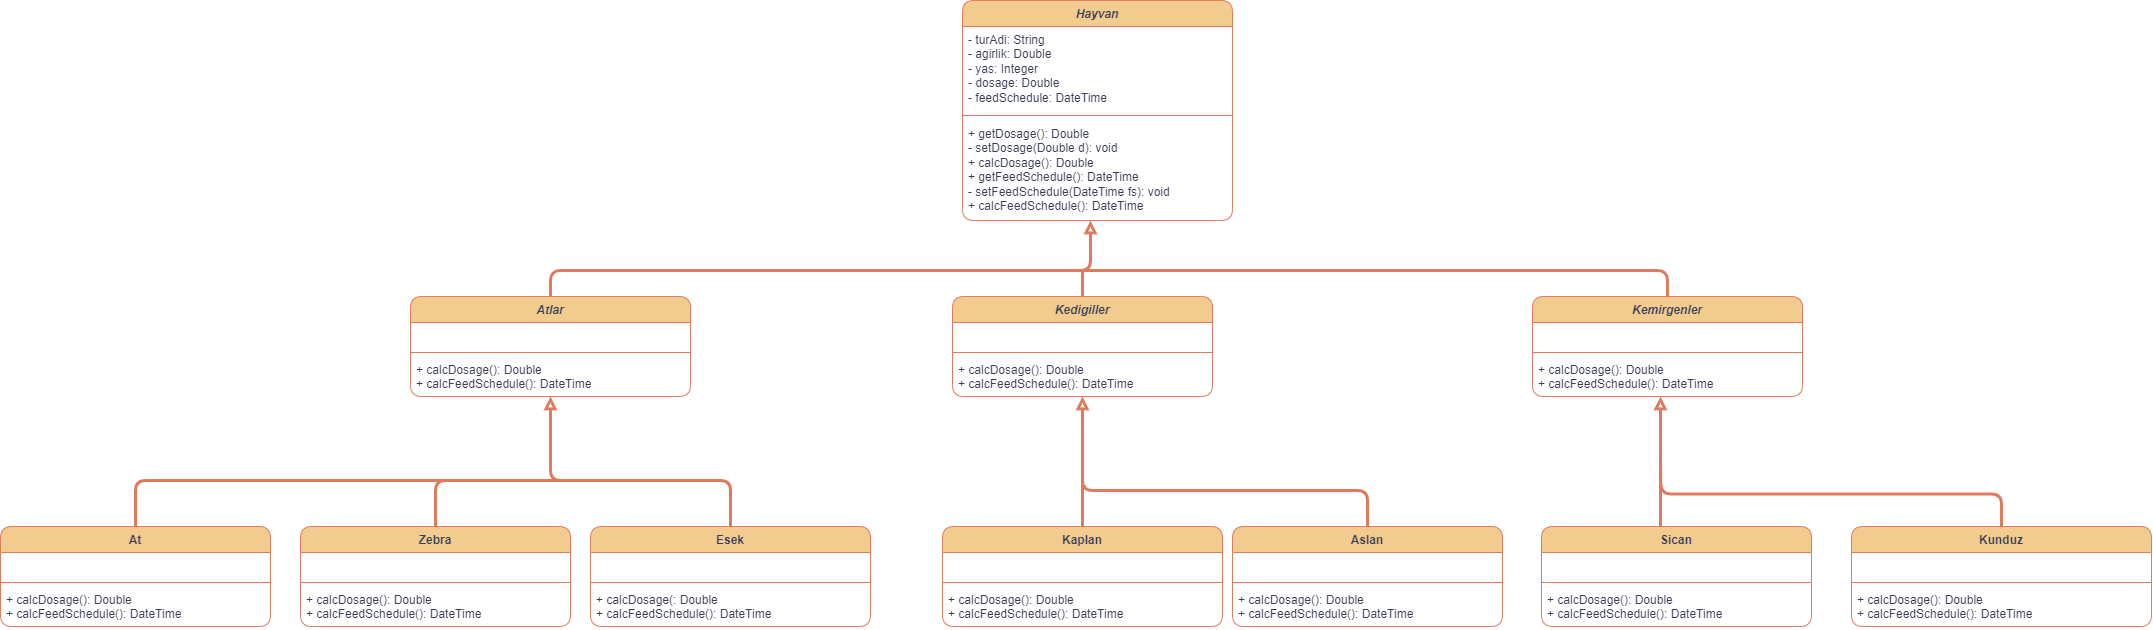 Hayvan
- turAdi: String
- agirlik: Double
- yas: Integer
- dosage: Double
- feedSchedule: DateTime
+ getDosage(): Double
- setDosage(Double d): void
+ calcDosage(): Double
+ getFeedSchedule(): DateTime
- setFeedSchedule(DateTime fs): void
+ calcFeedSchedule(): DateTime
Atlar
+ calcDosage(): Double
+ calcFeedSchedule(): DateTime
Kedigiller
+ calcDosage(): Double
+ calcFeedSchedule(): DateTime
Kemirgenler
+ calcDosage(): Double
+ calcFeedSchedule(): DateTime
At
+ calcDosage(): Double
+ calcFeedSchedule(): DateTime
Zebra
+ calcDosage(): Double
+ calcFeedSchedule(): DateTime
Esek
+ calcDosage(: Double
+ calcFeedSchedule(): DateTime
Kaplan
+ calcDosage(): Double
+ calcFeedSchedule(): DateTime
Aslan
+ calcDosage(): Double
+ calcFeedSchedule(): DateTime
Sican
+ calcDosage(): Double
+ calcFeedSchedule(): DateTime
Kunduz
+ calcDosage(): Double
+ calcFeedSchedule(): DateTime